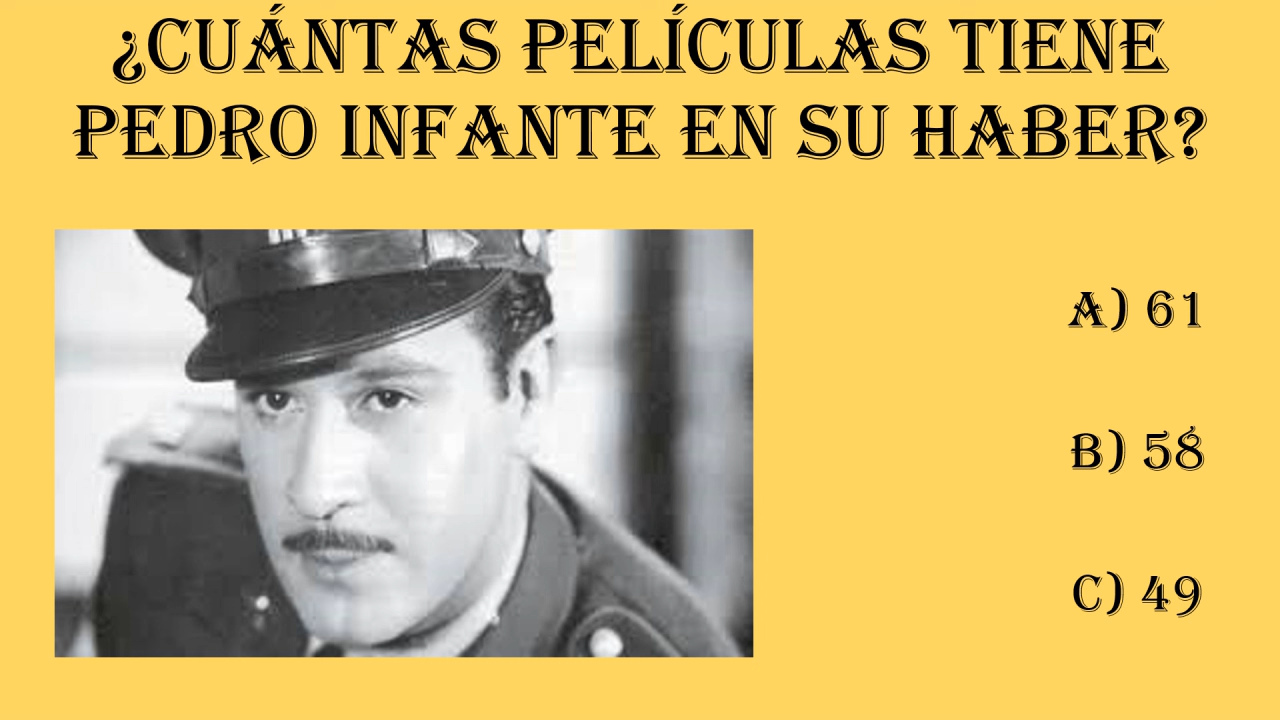 ¿CUÁNTAS PELÍCULAS TIENE
PEDRO INFANTE EN SU HABER?
A) 61
B) 58
C) 49